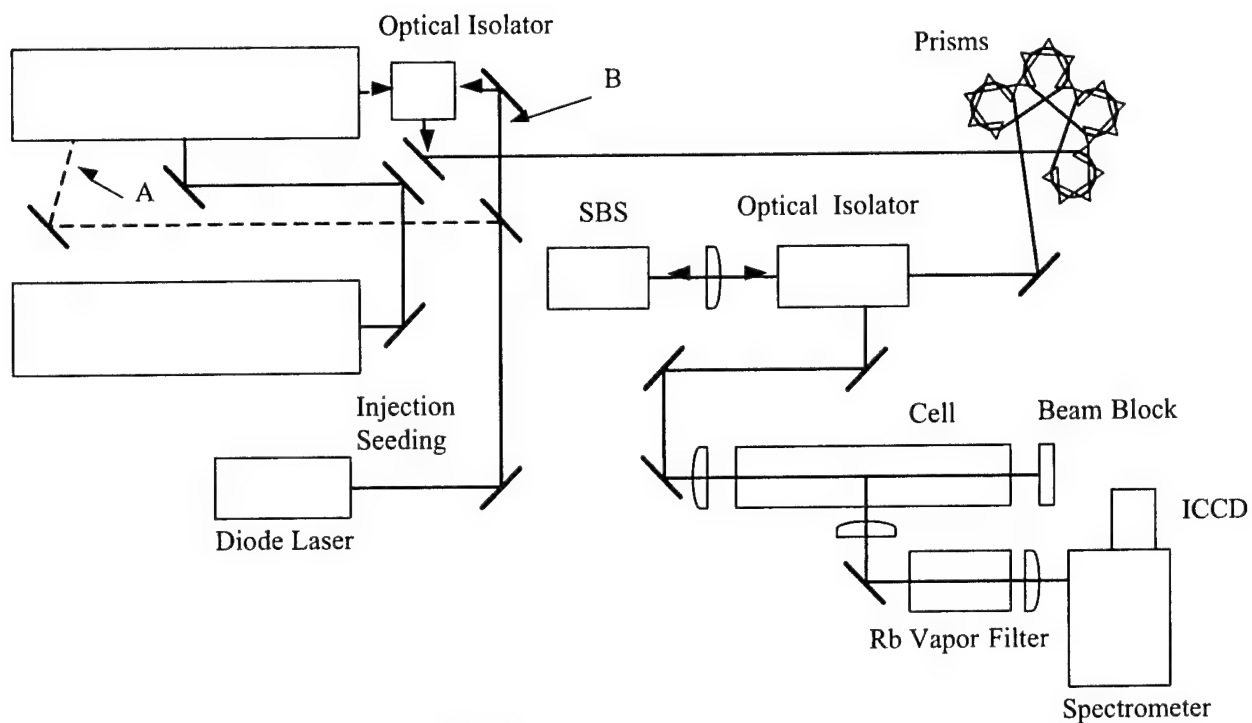 Optical Isolator
Prisms
B
A
SBS
Optical Isolator
Injection
Seeding
Cell
Beam Block
Diode Laser
ICCD
Rb Vapor Filter
Spectrometer